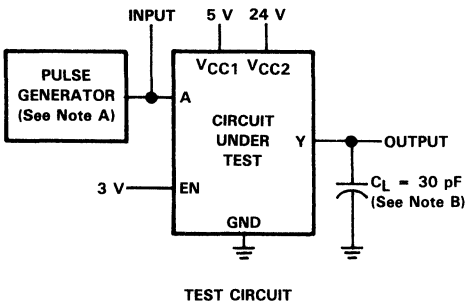 INPUT
5 V
24 V
VCC1
VCC2
PULSE
GENERATOR
(See Note A)
A
CIRCUIT
UNDER
TEST
Y
OUTPUT
3 V
EN
CL = 30 pF
(See Note B)
GND
TEST CIRCUIT